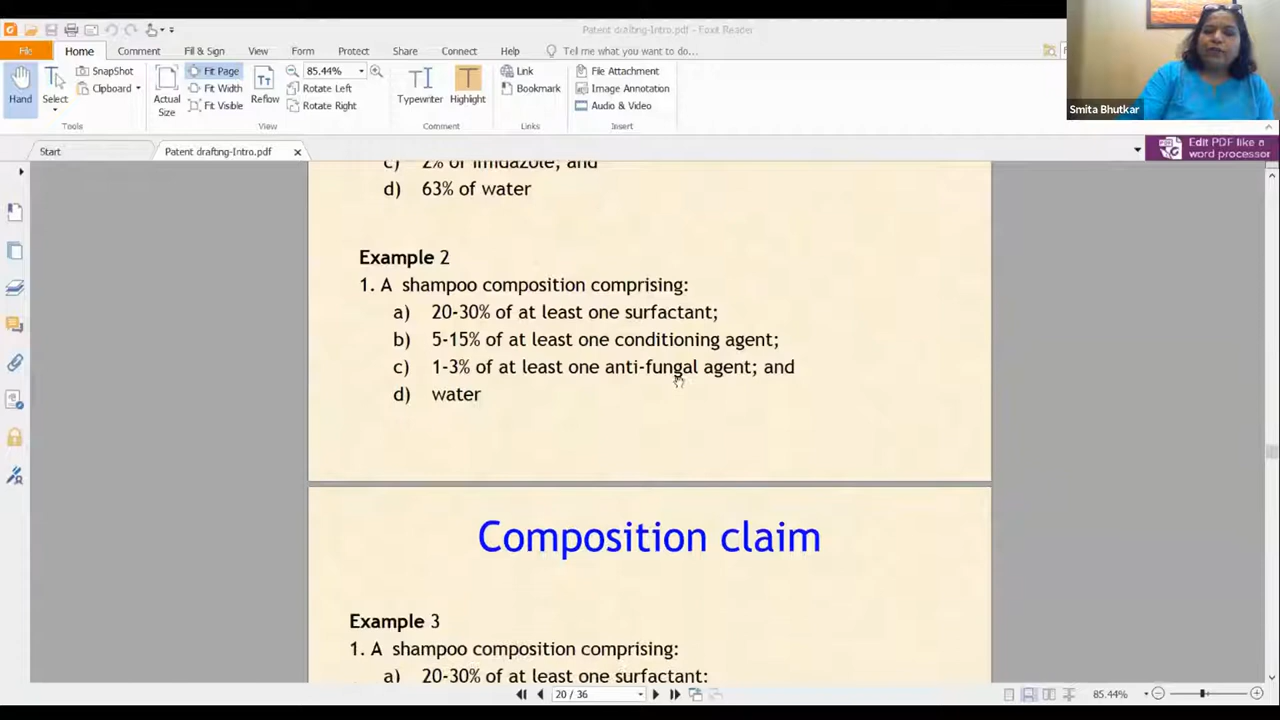 Patent drafting-Intro.pdf - Foxit Reader
File Home Comment Fill & Sign View Form Protect Share Connect Help Tell me what you want to do...
Hand
Select
SnapShot
Clipboard
Tools
Actual Size
Fit Page
Fit Width
Fit Visible
Reflow
85.44%
Rotate Left
Rotate Right
View
Typewriter
Highlight
Comment
Link
Bookmark
Links
File Attachment
Image Annotation
Audio & Video
Insert
Smita Bhutkar
Start
Patent drafting-Intro.pdf
Edit PDF like a
word processor
c) 2% of imidazole; and
d) 63% of water
Example 2
1. A shampoo composition comprising:
a) 20-30% of at least one surfactant;
b) 5-15% of at least one conditioning agent;
c) 1-3% of at least one anti-fungal agent; and
d) water
Composition claim
Example 3
1. A shampoo composition comprising:
a) 20-30% of at least one surfactant;
20 / 36
85.44%